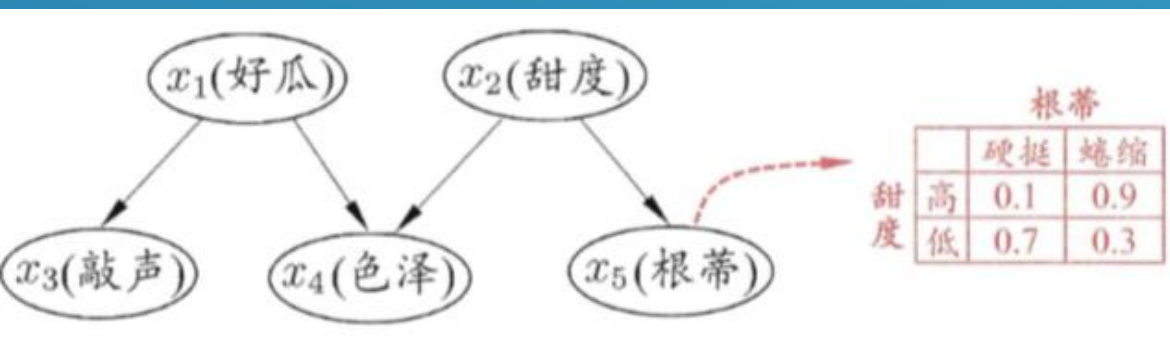 x₁(好瓜) x₂(甜度)
x₃(敲声) x₄(色泽) x₅(根蒂)
根蒂
硬挺 蜷缩
甜度
高 0.1 0.9
低 0.7 0.3